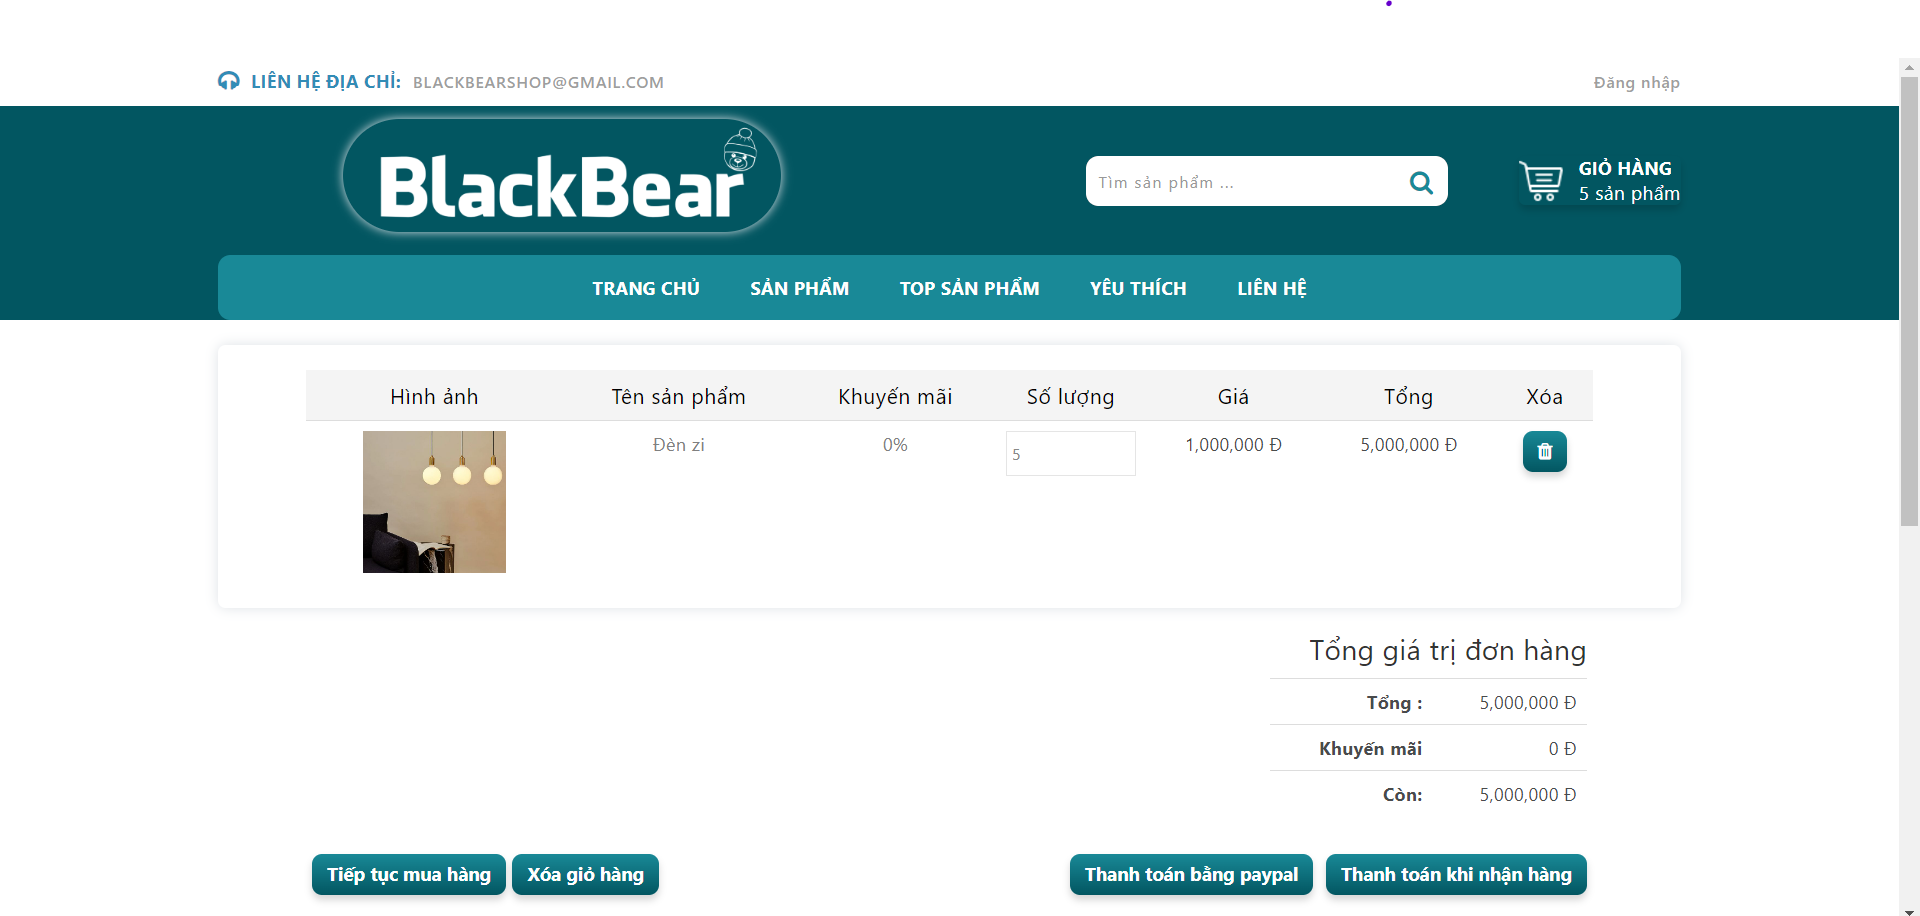 LIÊN HỆ ĐỊA CHỈ: BLACKBEARSHOP@GMAIL.COM
Đăng nhập
BlackBear
Tìm sản phẩm ...
GIỎ HÀNG
5 sản phẩm
TRANG CHỦ SẢN PHẨM TOP SẢN PHẨM YÊU THÍCH LIÊN HỆ
Hình ảnh Tên sản phẩm Khuyến mãi Số lượng Giá Tổng Xóa
Đèn zi 0% 5 1,000,000 Đ 5,000,000 Đ
Tổng giá trị đơn hàng
Tổng : 5,000,000 Đ
Khuyến mãi 0 Đ
Còn: 5,000,000 Đ
Tiếp tục mua hàng Xóa giỏ hàng Thanh toán bằng paypal Thanh toán khi nhận hàng